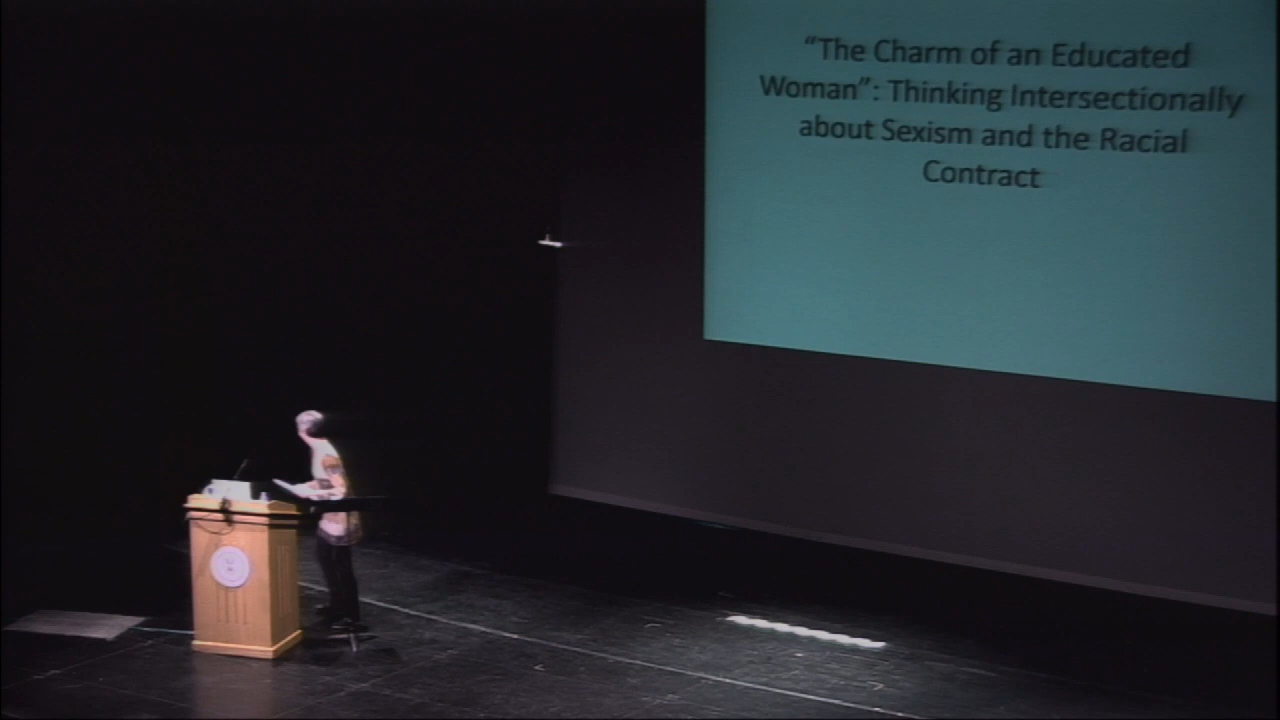 “The Charm of an Educated
Woman”: Thinking Intersectionally
about Sexism and the Racial
Contract